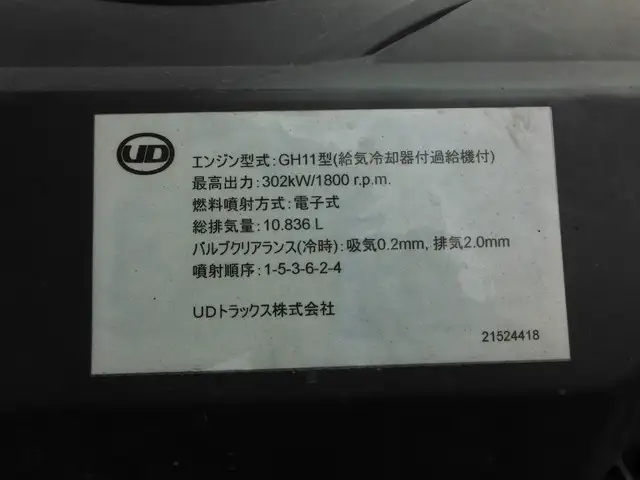 UD
エンジン型式:GH11型(給気冷却器付過給機付)
最高出力:302kW/1800 r.p.m.
燃料噴射方式:電子式
総排気量:10.836 L
バルブクリアランス(冷時):吸気0.2mm, 排気2.0mm
噴射順序:1-5-3-6-2-4
UDトラックス株式会社
21524418